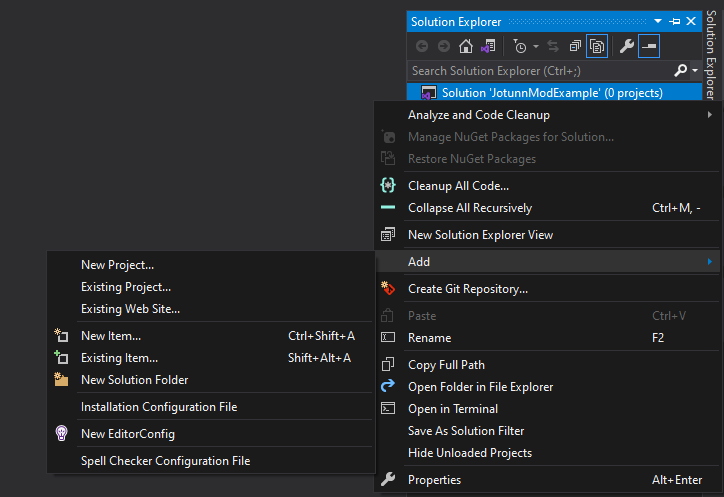 Solution Explorer
Search Solution Explorer (Ctrl+;)
Solution 'JotunnModExample' (0 projects)
Solution Explorer
Analyze and Code Cleanup
Manage NuGet Packages for Solution...
Restore NuGet Packages
Cleanup All Code...
Collapse All Recursively Ctrl+M, -
New Solution Explorer View
Add
Create Git Repository...
Paste Ctrl+V
Rename F2
Copy Full Path
Open Folder in File Explorer
Open in Terminal
Save As Solution Filter
Hide Unloaded Projects
Properties Alt+Enter
New Project...
Existing Project...
Existing Web Site...
New Item... Ctrl+Shift+A
Existing Item... Shift+Alt+A
New Solution Folder
Installation Configuration File
New EditorConfig
Spell Checker Configuration File